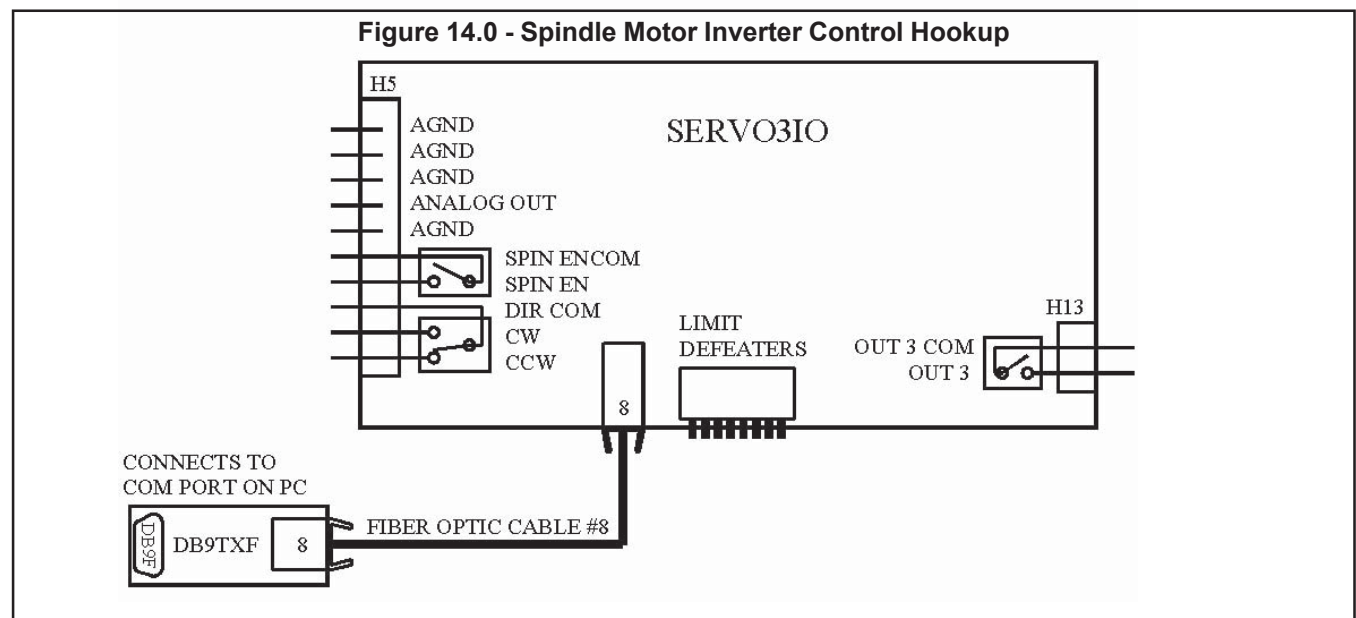 Figure 14.0 - Spindle Motor Inverter Control Hookup
H5
AGND
AGND
AGND
ANALOG OUT
AGND
SPIN ENCOM
SPIN EN
DIR COM
CW
CCW
SERVO3IO
LIMIT
DEFEATERS
H13
OUT 3 COM
OUT 3
8
CONNECTS TO
COM PORT ON PC
DB9F
DB9TXF
8
FIBER OPTIC CABLE #8